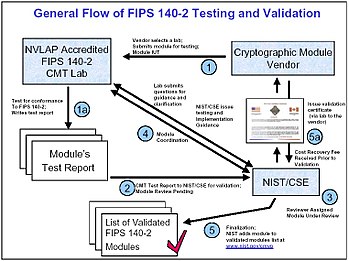 General Flow of FIPS 140-2 Testing and Validation
NVLAP Accredited
FIPS 140-2
CMT Lab
Vendor selects a lab;
Submits module for testing;
Module IUT
1
Cryptographic Module
Vendor
Test for conformance
To FIPS 140-2;
Writes test report
1a
Lab submits
questions for
guidance and
clarification
NIST/CSE issue
testing and
implementation
Guidance
4
Module
Coordination
Issue validation
certificate
(via lab to the
vendor)
5a
Cost Recovery Fee
Received Prior to
Validation
Module's
Test Report
2
CMT Test Report to NIST/CSE for validation;
Module Review Pending
NIST/CSE
3
Reviewer Assigned
Module Under Review
List of Validated
FIPS 140-2
Modules
5
Finalization;
NIST adds module to
validated modules list at
www.nist.gov/cmvp